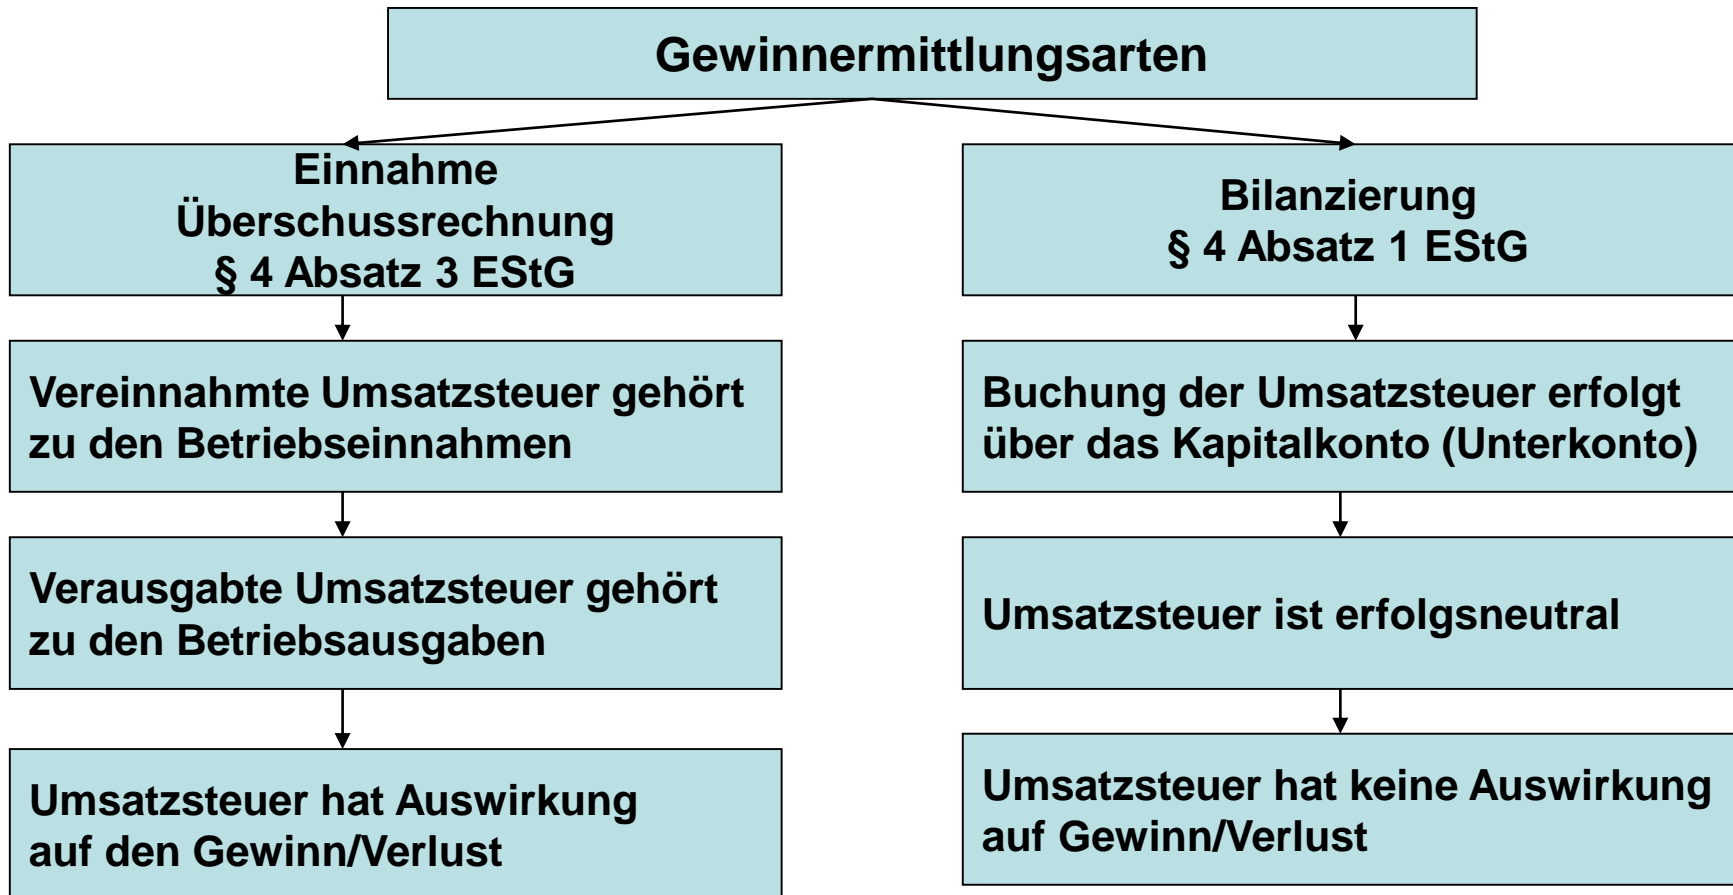 Gewinnermittlungsarten
Einnahme
Überschussrechnung
§ 4 Absatz 3 EStG
Vereinnahmte Umsatzsteuer gehört
zu den Betriebseinnahmen
Verausgabte Umsatzsteuer gehört
zu den Betriebsausgaben
Umsatzsteuer hat Auswirkung
auf den Gewinn/Verlust
Bilanzierung
§ 4 Absatz 1 EStG
Buchung der Umsatzsteuer erfolgt
über das Kapitalkonto (Unterkonto)
Umsatzsteuer ist erfolgsneutral
Umsatzsteuer hat keine Auswirkung
auf Gewinn/Verlust